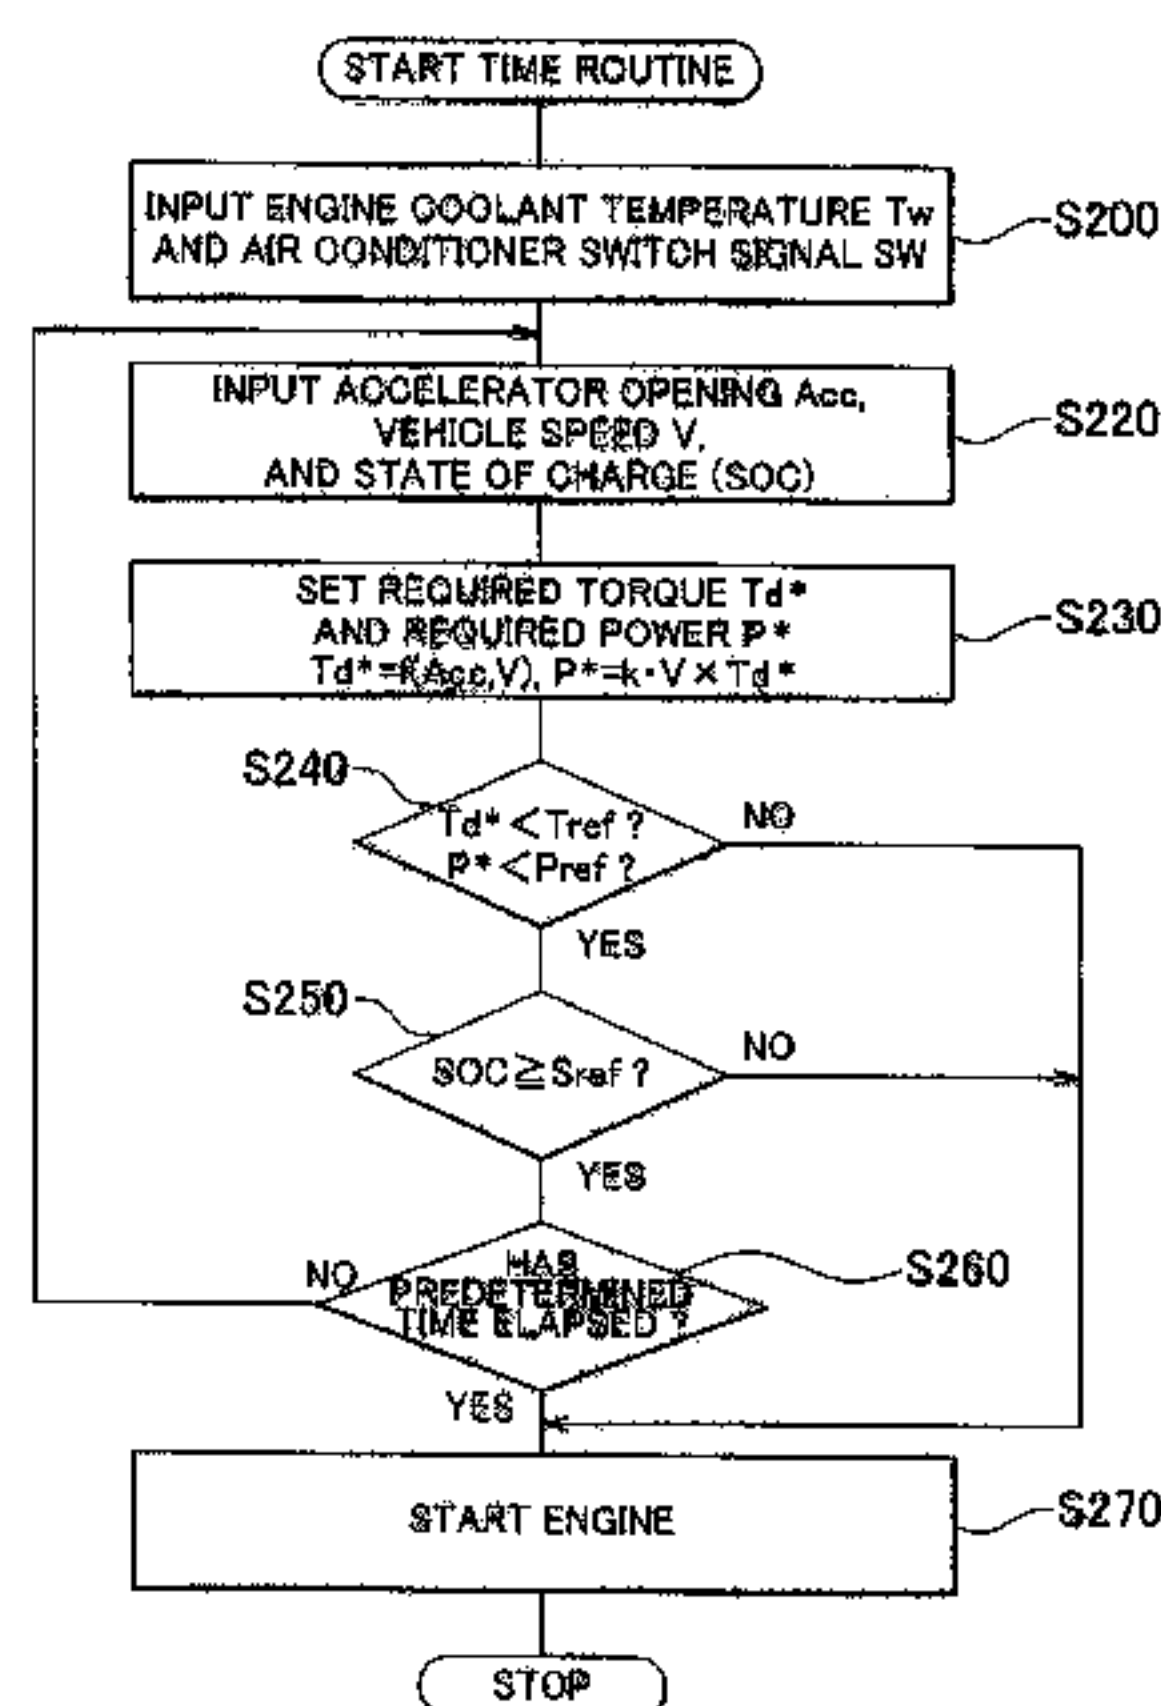 START TIME ROUTINE
INPUT ENGINE COOLANT TEMPERATURE Tw
AND AIR CONDITIONER SWITCH SIGNAL SW
S200
INPUT ACCELERATOR OPENING Acc,
VEHICLE SPEED V,
AND STATE OF CHARGE (SOC)
S220
SET REQUIRED TORQUE Td*
AND REQUIRED POWER P*
Td*=f(Acc,V), P*=k・V×Td*
S230
S240
Td*<Tref ?
P*<Pref ?
NO
YES
S250
SOC≧Sref ?
NO
YES
NO
HAS
PREDETERMINED
TIME ELAPSED ?
S260
YES
START ENGINE
S270
STOP